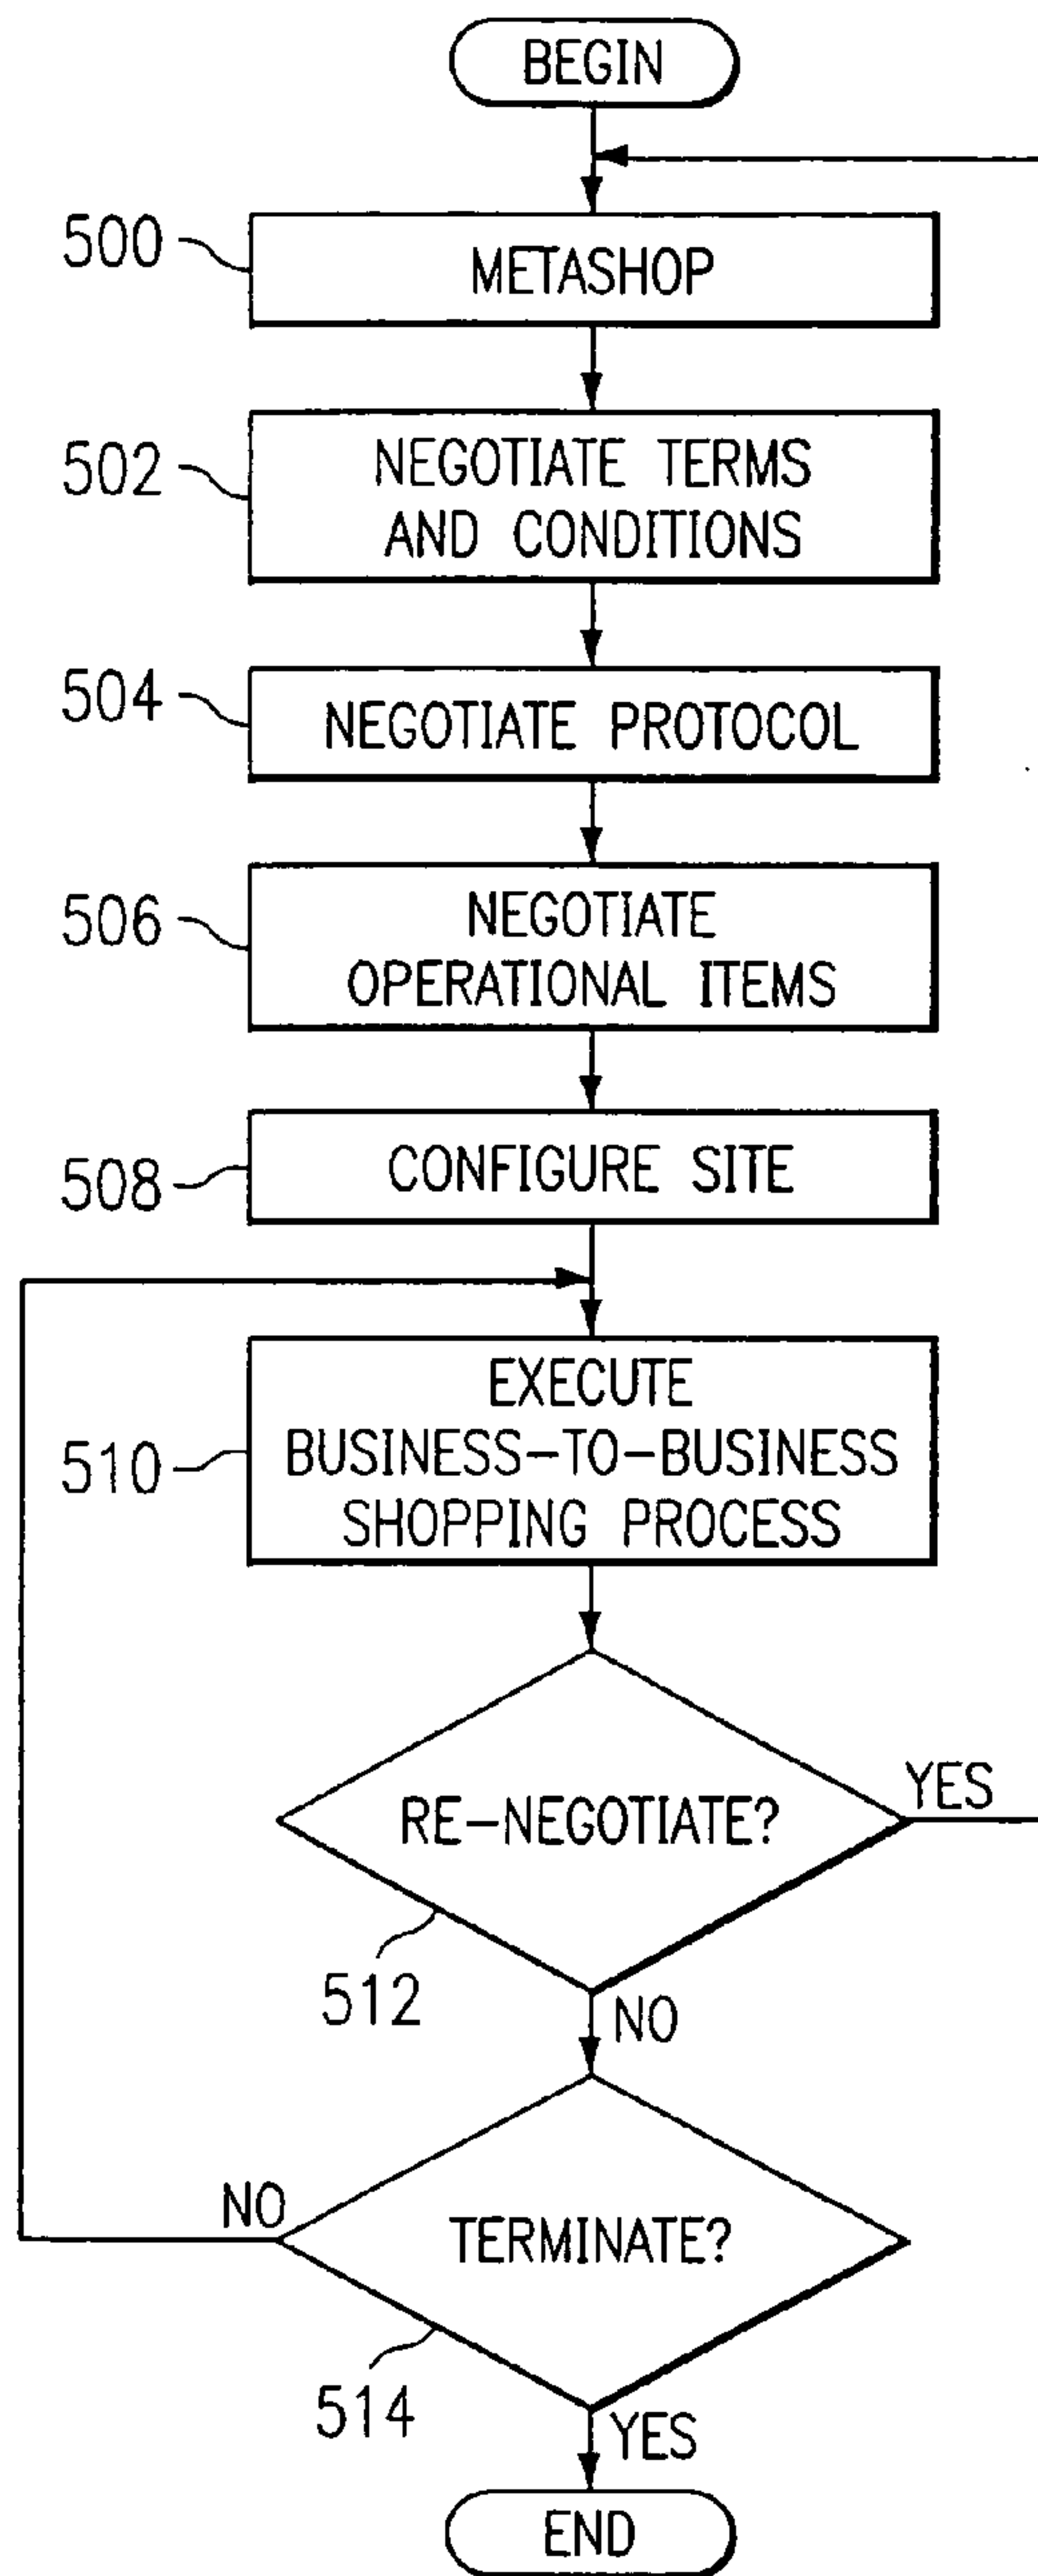 BEGIN
500
METASHOP
502
NEGOTIATE TERMS
AND CONDITIONS
504
NEGOTIATE PROTOCOL
506
NEGOTIATE
OPERATIONAL ITEMS
508
CONFIGURE SITE
510
EXECUTE
BUSINESS-TO-BUSINESS
SHOPPING PROCESS
RE-NEGOTIATE?
YES
512
NO
TERMINATE?
NO
514
YES
END